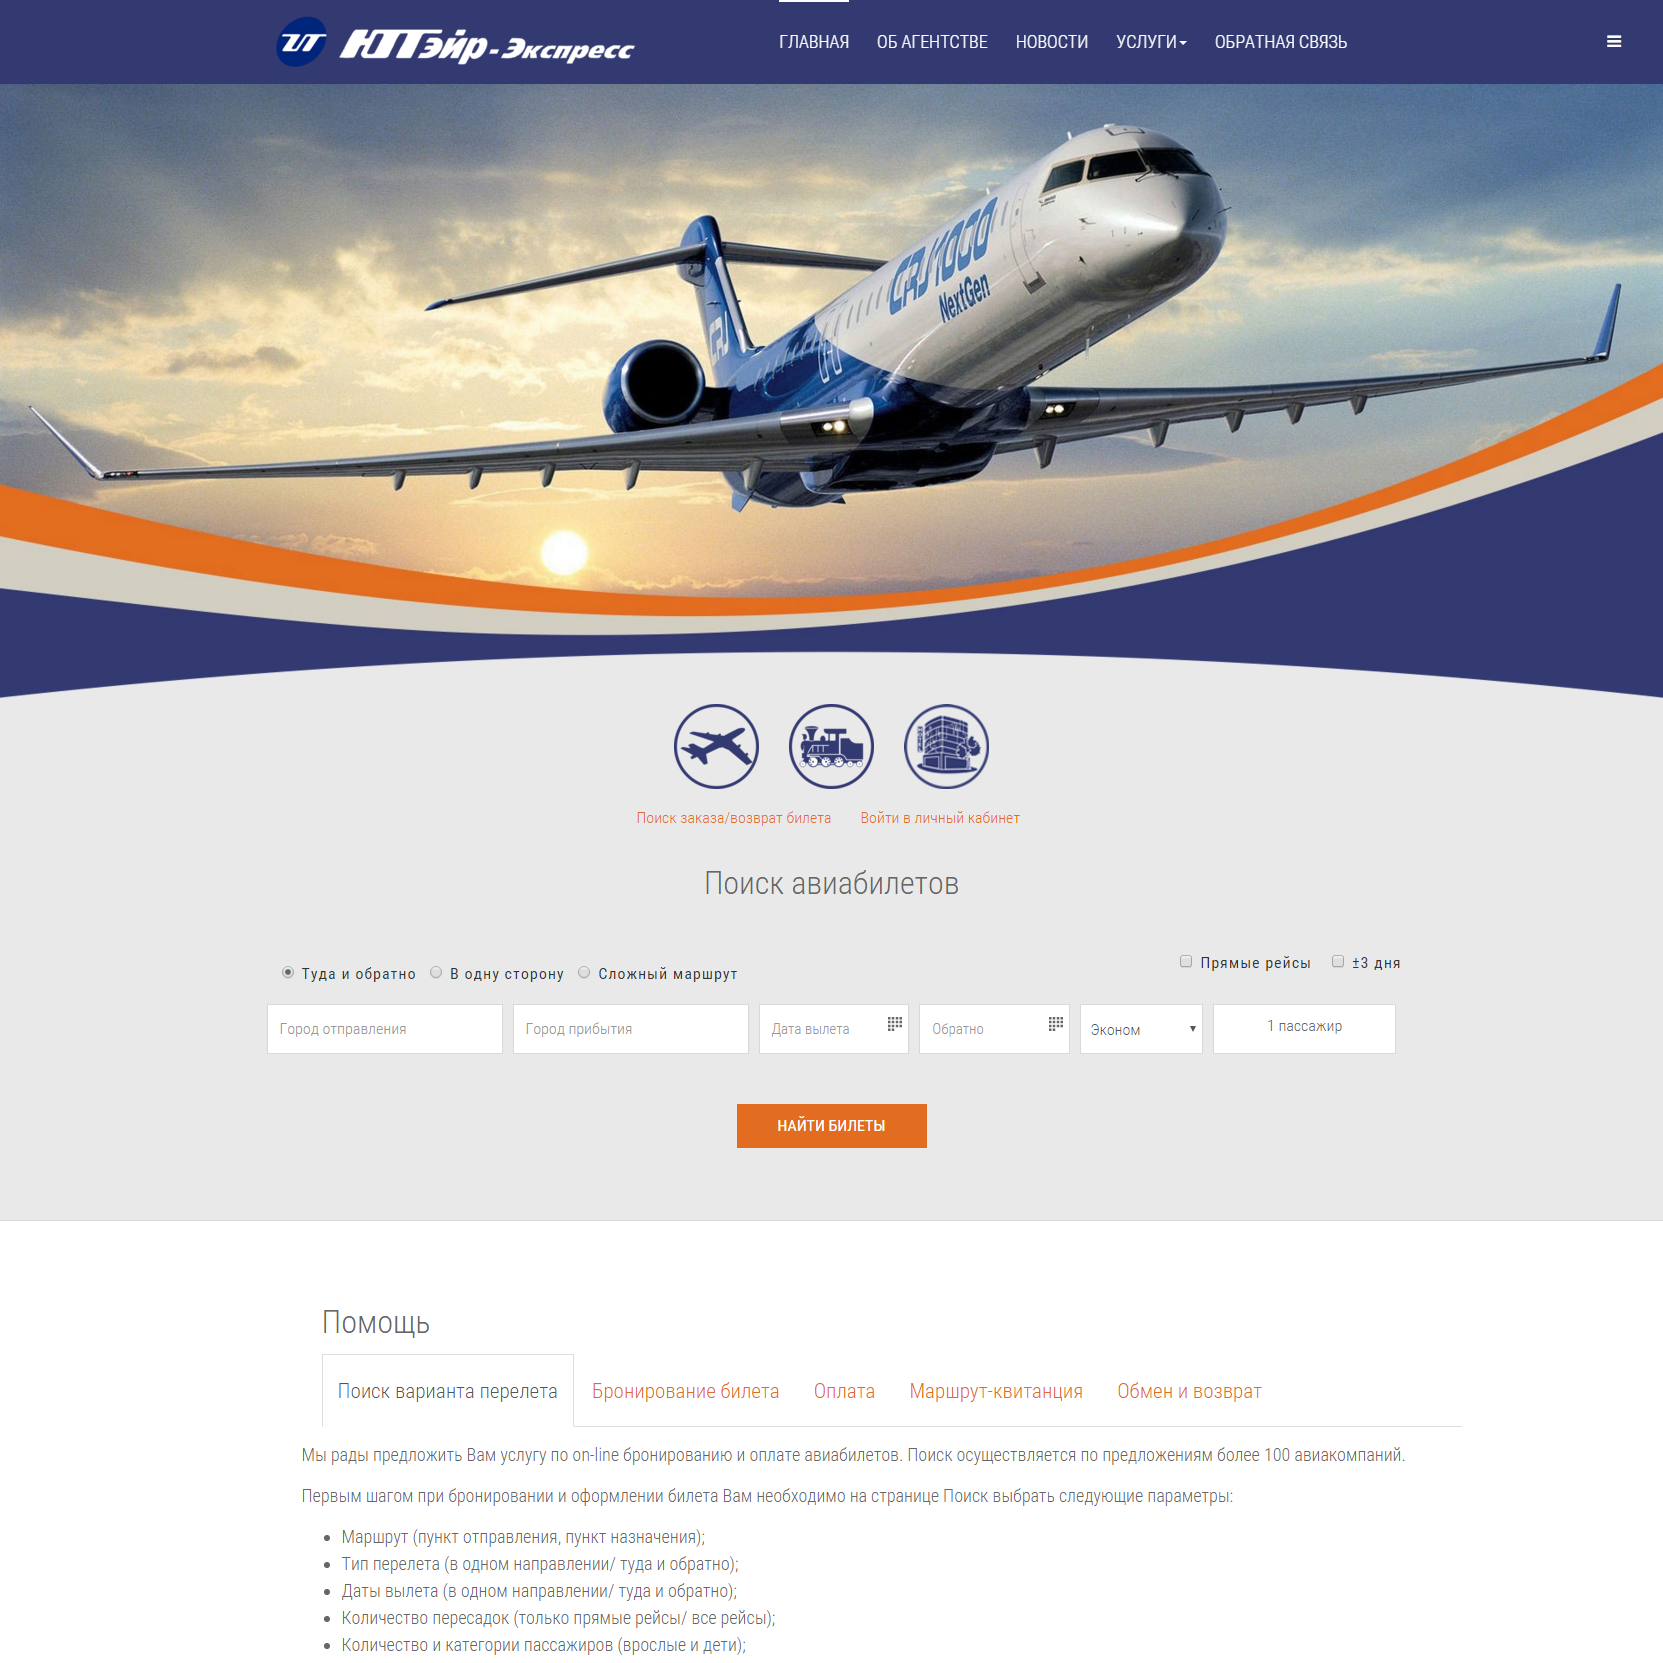 ЮТэйр-Экспресс
ГЛАВНАЯ ОБ АГЕНТСТВЕ НОВОСТИ УСЛУГИ ОБРАТНАЯ СВЯЗЬ
CRJ1000
NextGen
CRJ
Поиск заказа/возврат билета Войти в личный кабинет
Поиск авиабилетов
Туда и обратно В одну сторону Сложный маршрут Прямые рейсы ±3 дня
Город отправления Город прибытия Дата вылета Обратно Эконом 1 пассажир
НАЙТИ БИЛЕТЫ
Помощь
Поиск варианта перелета Бронирование билета Оплата Маршрут-квитанция Обмен и возврат
Мы рады предложить Вам услугу по on-line бронированию и оплате авиабилетов. Поиск осуществляется по предложениям более 100 авиакомпаний.
Первым шагом при бронировании и оформлении билета Вам необходимо на странице Поиск выбрать следующие параметры:
Маршрут (пункт отправления, пункт назначения);
Тип перелета (в одном направлении/ туда и обратно);
Даты вылета (в одном направлении/ туда и обратно);
Количество пересадок (только прямые рейсы/ все рейсы);
Количество и категории пассажиров (врослые и дети);